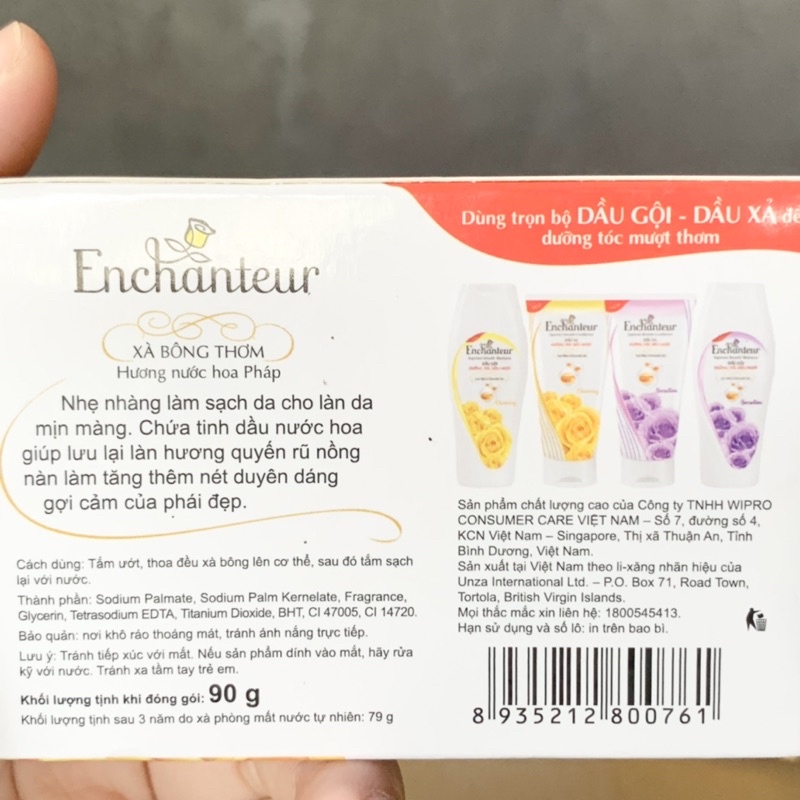 Enchanteur
XÀ BÔNG THƠM
Hương nước hoa Pháp
Nhẹ nhàng làm sạch da cho làn da
mịn màng. Chứa tinh dầu nước hoa
giúp lưu lại làn hương quyến rũ nồng
nàn làm tăng thêm nét duyên dáng
gợi cảm của phái đẹp.
Cách dùng: Tắm ướt, thoa đều xà bông lên cơ thể, sau đó tắm sạch
lại với nước.
Thành phần: Sodium Palmate, Sodium Palm Kernelate, Fragrance,
Glycerin, Tetrasodium EDTA, Titanium Dioxide, BHT, CI 47005, CI 14720.
Bảo quản: nơi khô ráo thoáng mát, tránh ánh nắng trực tiếp.
Lưu ý: Tránh tiếp xúc với mắt. Nếu sản phẩm dính vào mắt, hãy rửa
kỹ với nước. Tránh xa tầm tay trẻ em.
Khối lượng tịnh khi đóng gói: 90 g
Khối lượng tịnh sau 3 năm do xà phòng mất nước tự nhiên: 79 g
Dùng trọn bộ DẦU GỘI - DẦU XẢ để
dưỡng tóc mượt thơm
Enchanteur
Enchanteur
Enchanteur
Enchanteur
Sản phẩm chất lượng cao của Công ty TNHH WIPRO
CONSUMER CARE VIỆT NAM – Số 7, đường số 4,
KCN Việt Nam – Singapore, Thị xã Thuận An, Tỉnh
Bình Dương, Việt Nam.
Sản xuất tại Việt Nam theo li-xăng nhãn hiệu của
Unza International Ltd. – P.O. Box 71, Road Town,
Tortola, British Virgin Islands.
Mọi thắc mắc xin liên hệ: 1800545413.
Hạn sử dụng và số lô: in trên bao bì.
8 935212 800761